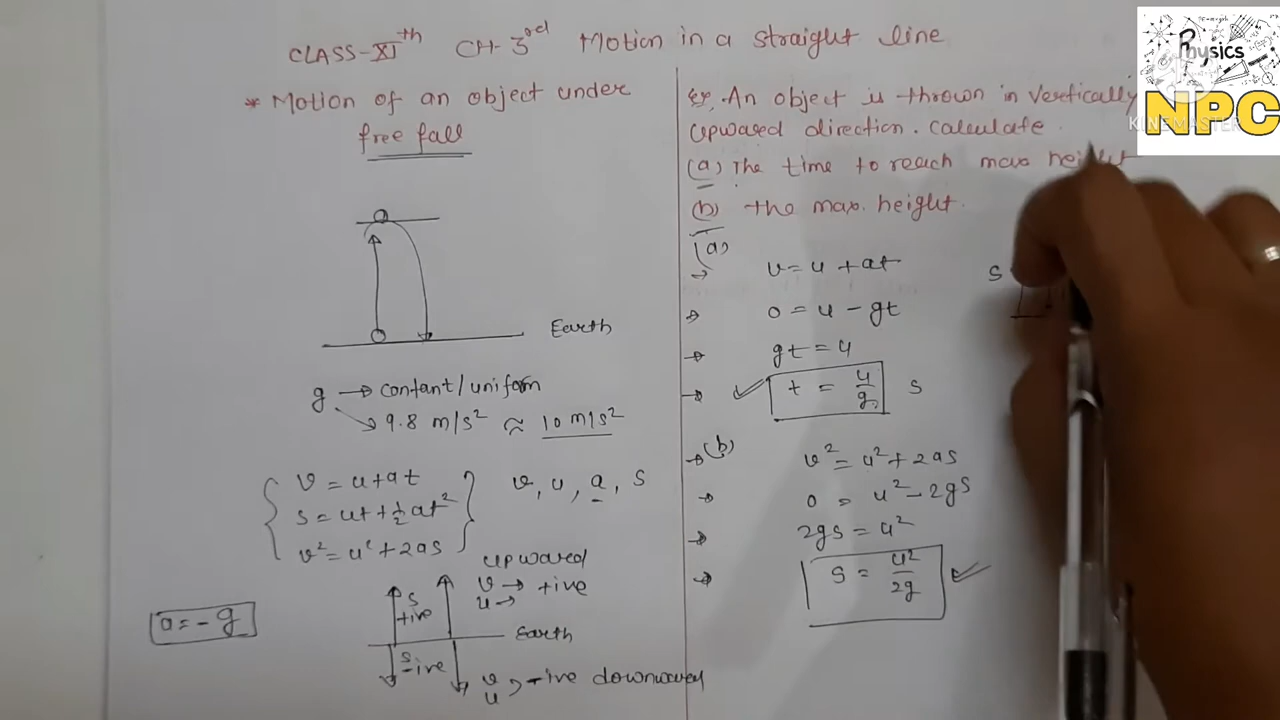 CLASS-XIth CH-3rd Motion in a straight line
* Motion of an object under
free fall
Earth
g → contant/uniform
→ 9.8 m/s² ≈ 10 m/s²
v = u + at
s = ut + ½at²
v² = u² + 2as
v, u, a, s
upward
v → +ive
u →
s
+ive
Earth
s
-ive
v
u , -ive downward
a = -g
Ex. An object is thrown in vertically
upward direction. calculate
(a) The time to reach max height
(b) the max. height.
(a)
→ v = u + at
→ 0 = u - gt
→ gt = u
→ t = u/g s
→ (b) v² = u² + 2as
→ 0 = u² - 2gs
→ 2gs = u²
→ s = u²/2g
s
Physics
NPC
KINEMASTER